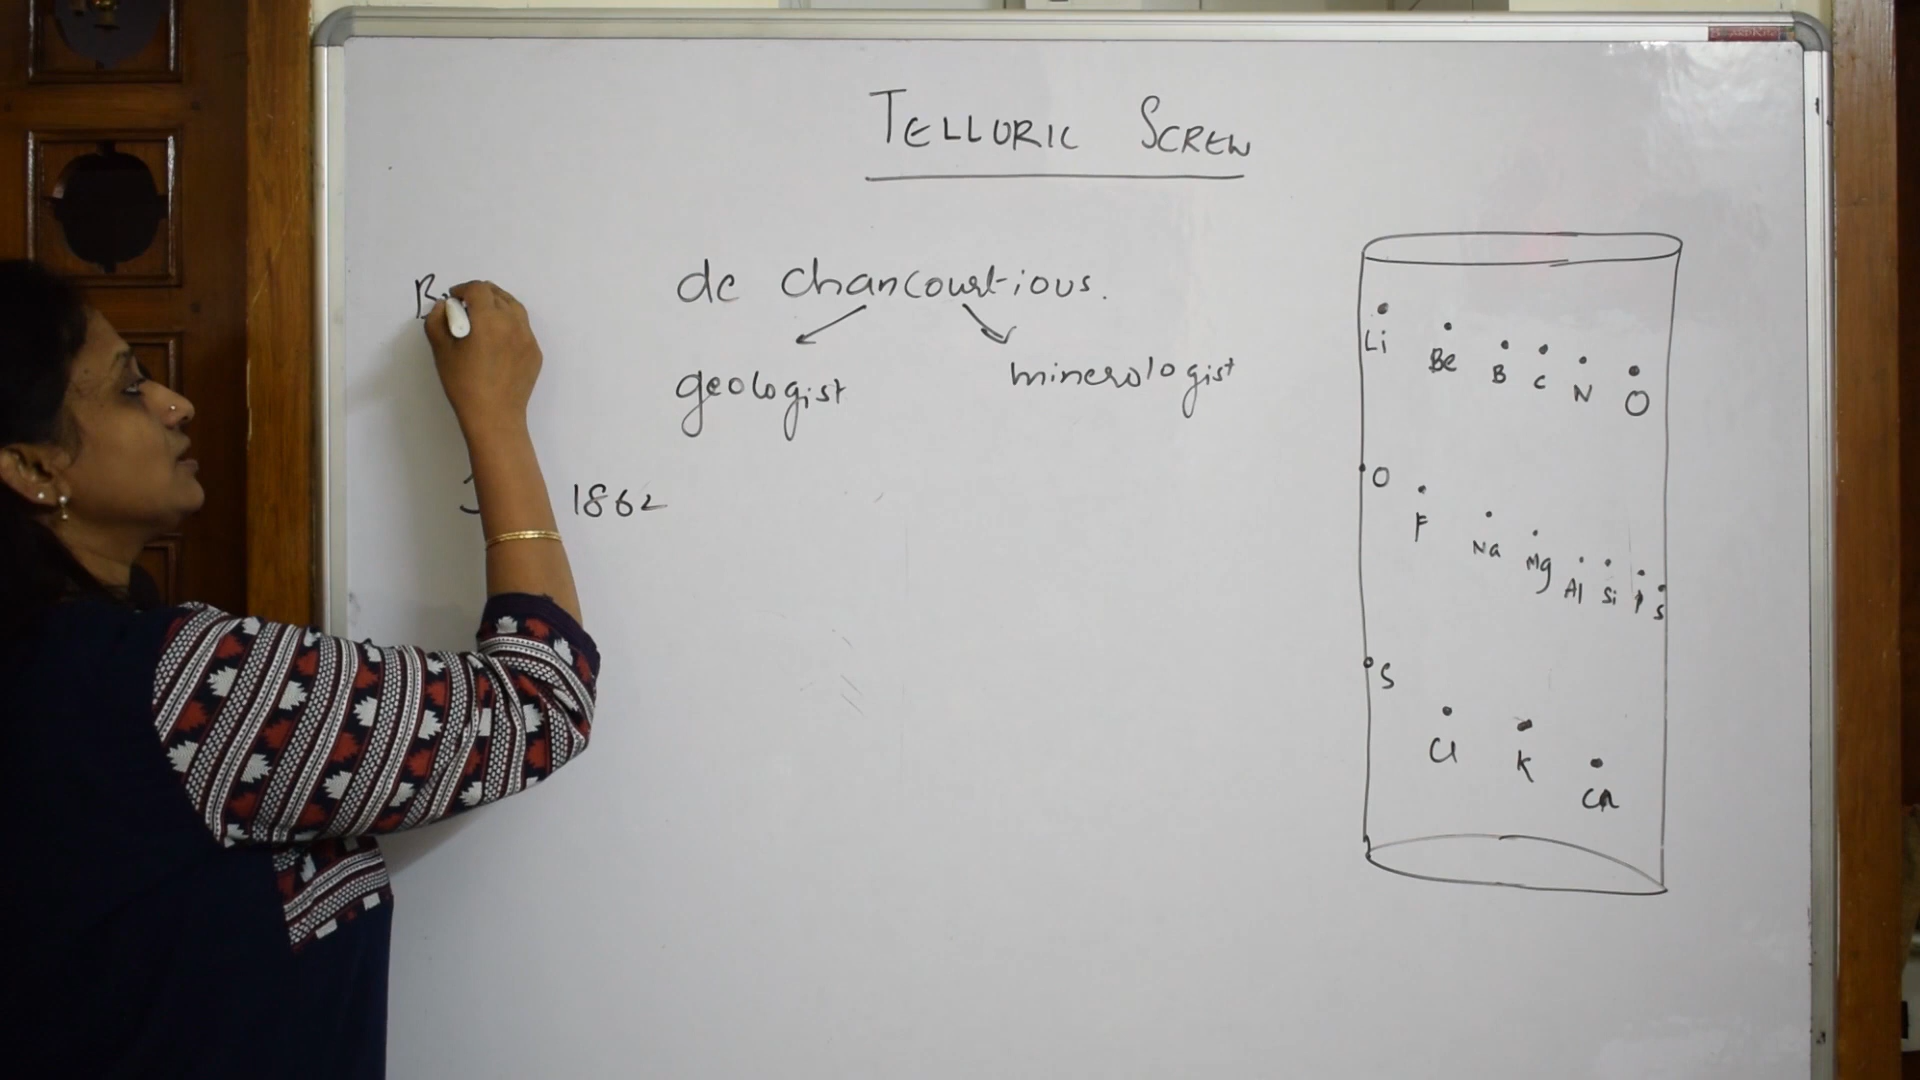 TELLURIC SCREW
de chancourtious.
geologist minerologist
1862
Li Be B C N O
O F Na Mg Al Si P S
S Cl K Ca